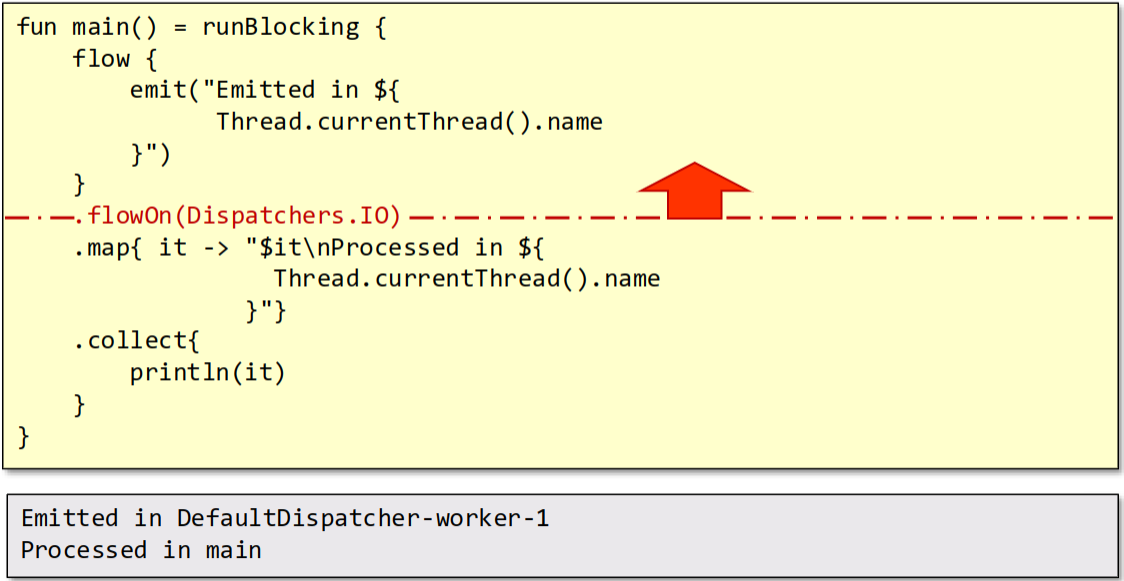 fun main() = runBlocking {
    flow {
        emit("Emitted in ${
              Thread.currentThread().name
        }")
    }
    .flowOn(Dispatchers.IO)
    .map{ it -> "$it\nProcessed in ${
                  Thread.currentThread().name
                }"}
    .collect{
        println(it)
    }
}
Emitted in DefaultDispatcher-worker-1
Processed in main